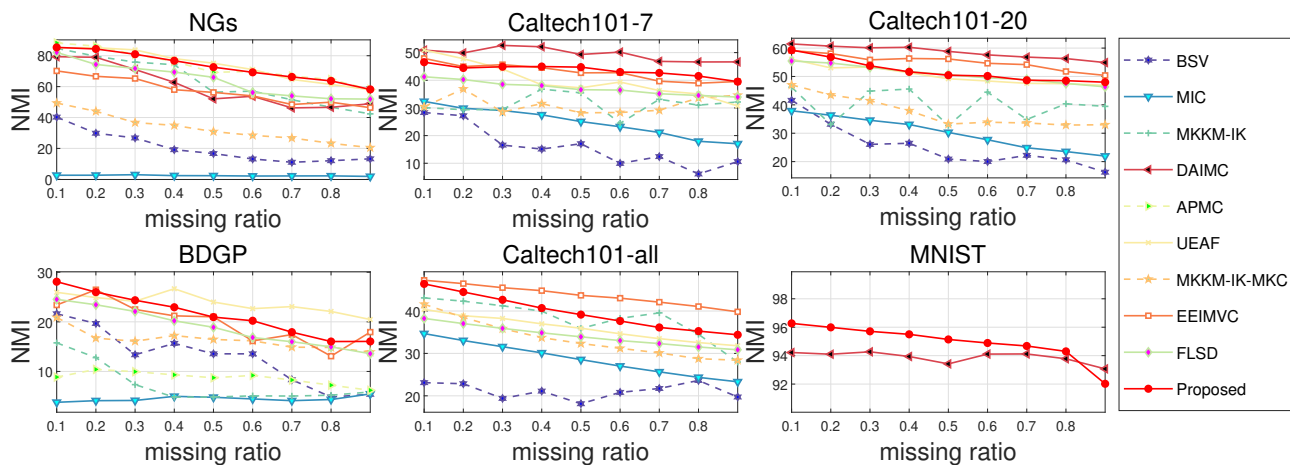 NGs
NMI
80
60
40
20
0
0.1 0.2 0.3 0.4 0.5 0.6 0.7 0.8
missing ratio
Caltech101-7
NMI
50
40
30
20
10
0.1 0.2 0.3 0.4 0.5 0.6 0.7 0.8
missing ratio
Caltech101-20
NMI
60
50
40
30
20
0.1 0.2 0.3 0.4 0.5 0.6 0.7 0.8
missing ratio
BDGP
NMI
30
20
10
0.1 0.2 0.3 0.4 0.5 0.6 0.7 0.8
missing ratio
Caltech101-all
NMI
40
30
20
0.1 0.2 0.3 0.4 0.5 0.6 0.7 0.8
missing ratio
MNIST
NMI
98
96
94
92
0.1 0.2 0.3 0.4 0.5 0.6 0.7 0.8
missing ratio
BSV
MIC
MKKM-IK
DAIMC
APMC
UEAF
MKKM-IK-MKC
EEIMVC
FLSD
Proposed